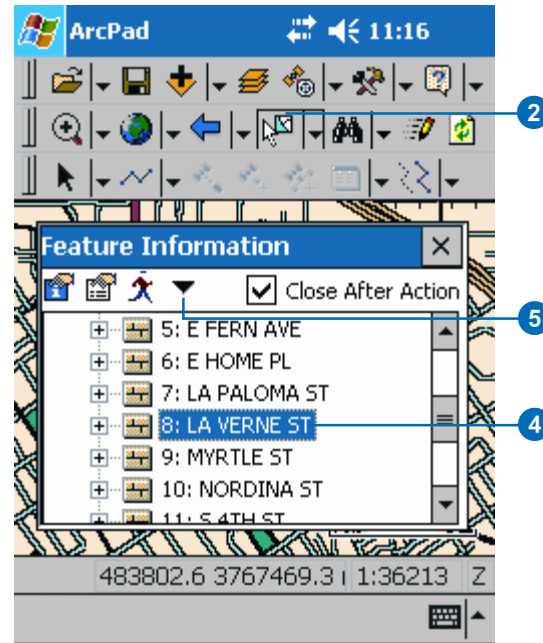 ArcPad 11:16
2
Feature Information
Close After Action
5
5: E FERN AVE
6: E HOME PL
7: LA PALOMA ST
8: LA VERNE ST
4
9: MYRTLE ST
10: NORDINA ST
11: S 4TH ST
483802.6 3767469.3 1:36213 Z